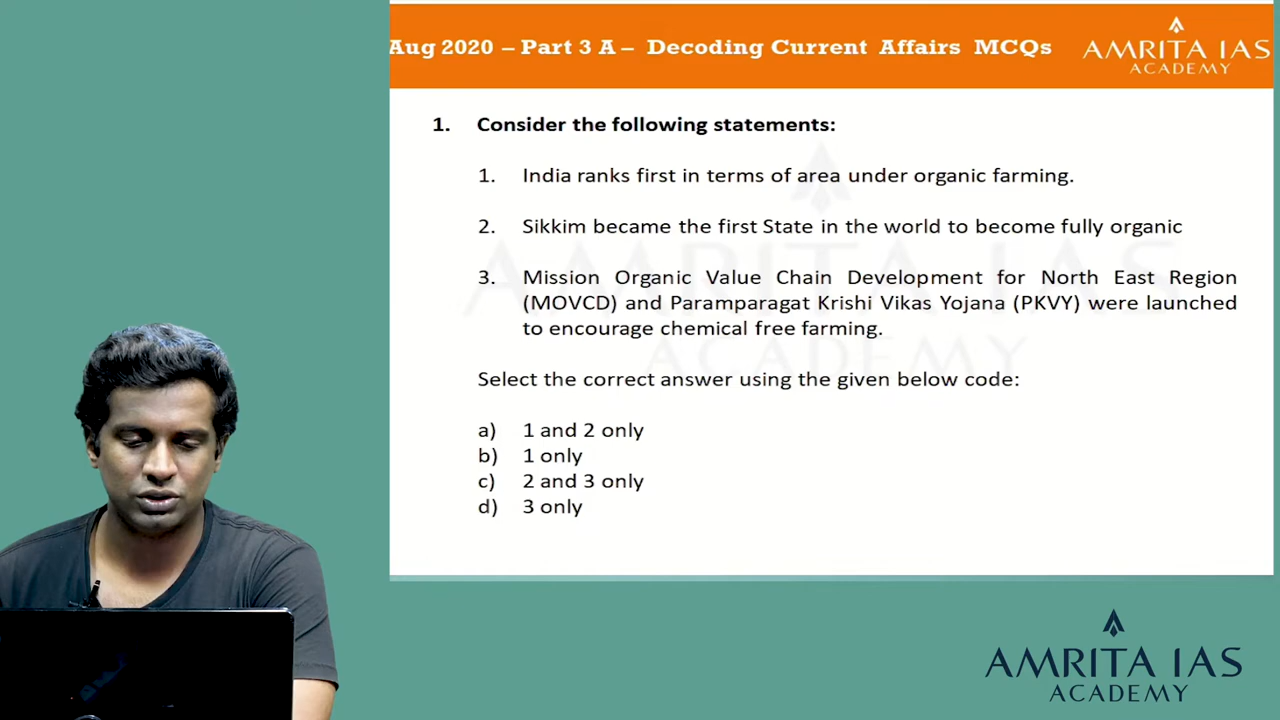 Aug 2020 – Part 3 A – Decoding Current Affairs MCQs
AMRITA IAS
ACADEMY
1. Consider the following statements:
1. India ranks first in terms of area under organic farming.
2. Sikkim became the first State in the world to become fully organic
3. Mission Organic Value Chain Development for North East Region
(MOVCD) and Paramparagat Krishi Vikas Yojana (PKVY) were launched
to encourage chemical free farming.
Select the correct answer using the given below code:
a) 1 and 2 only
b) 1 only
c) 2 and 3 only
d) 3 only
AMRITA IAS
ACADEMY
AMRITA IAS
ACADEMY